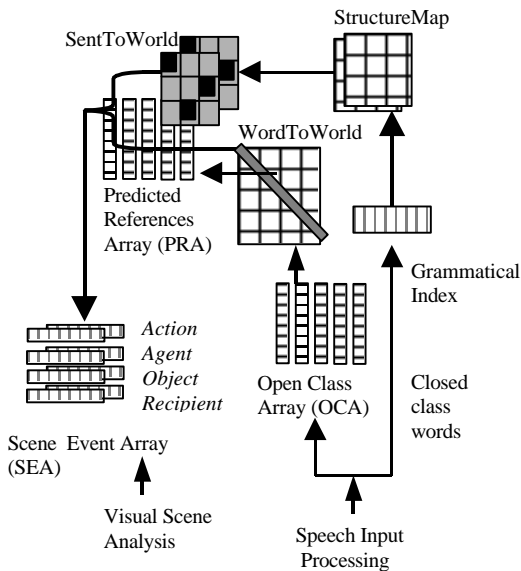 StructureMap
SentToWorld
WordToWorld
Predicted
References
Array (PRA)
Grammatical
Index
Action
Agent
Object
Recipient
Open Class
Array (OCA)
Closed
class
words
Scene Event Array
(SEA)
Visual Scene
Analysis
Speech Input
Processing